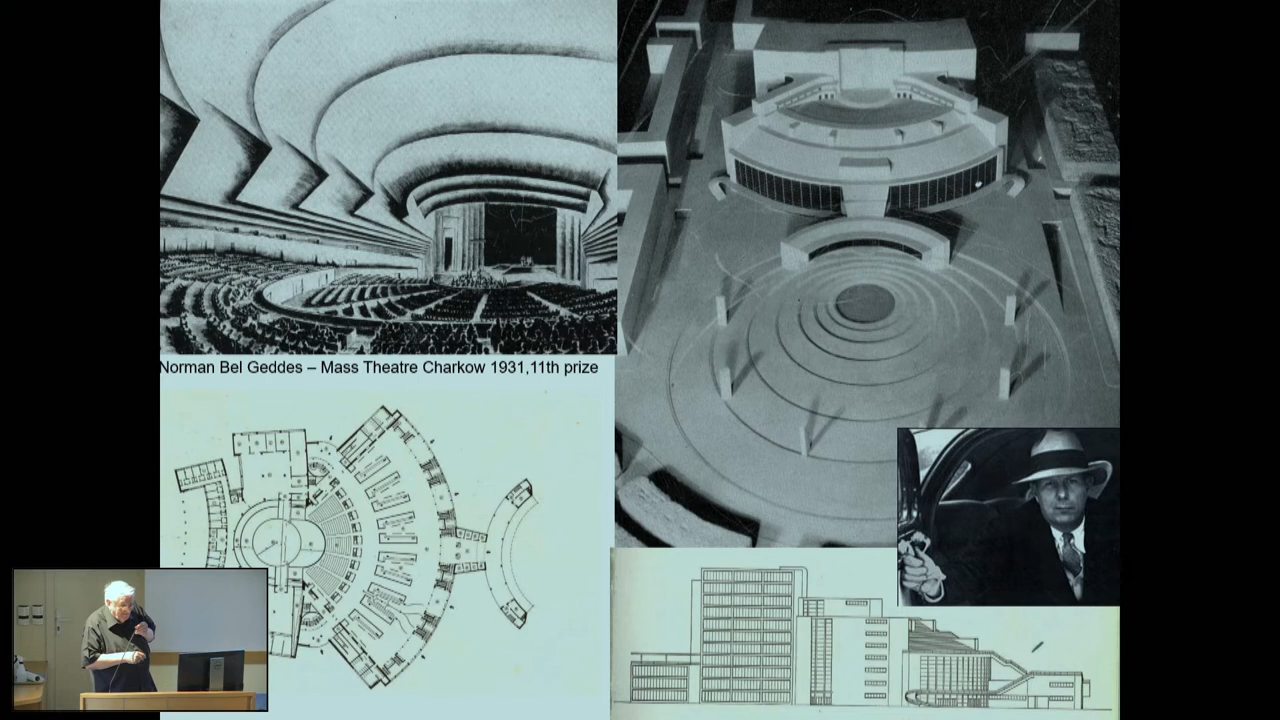 Norman Bel Geddes – Mass Theatre Charkow 1931,11th prize